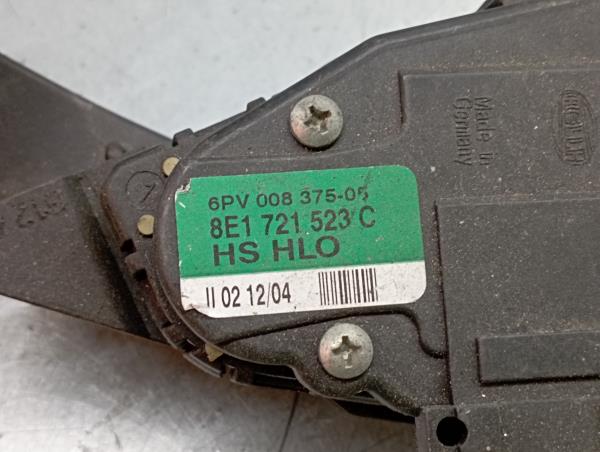 6PV 008 375-05
8E1 721 523 C
HS HLO
II 02 12/04
Made in
Germany